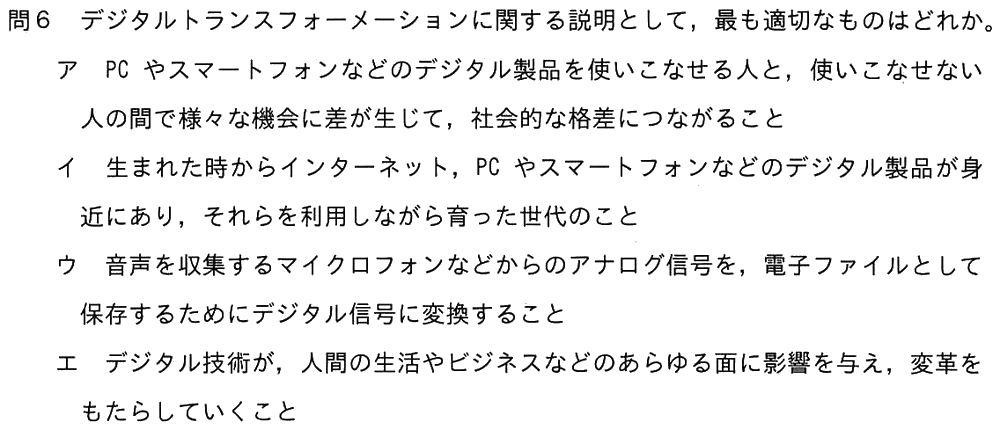 問6 デジタルトランスフォーメーションに関する説明として，最も適切なものはどれか。
ア PC やスマートフォンなどのデジタル製品を使いこなせる人と，使いこなせない
人の間で様々な機会に差が生じて，社会的な格差につながること
イ 生まれた時からインターネット，PC やスマートフォンなどのデジタル製品が身
近にあり，それらを利用しながら育った世代のこと
ウ 音声を収集するマイクロフォンなどからのアナログ信号を，電子ファイルとして
保存するためにデジタル信号に変換すること
エ デジタル技術が，人間の生活やビジネスなどのあらゆる面に影響を与え，変革を
もたらしていくこと